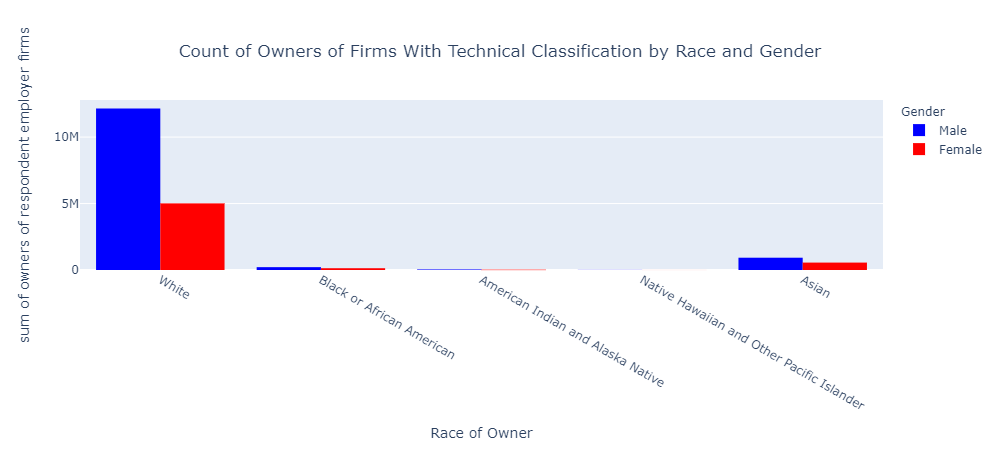 Count of Owners of Firms With Technical Classification by Race and Gender
sum of owners of respondent employer firms
10M
5M
0
Gender
Male
Female
White
Black or African American
American Indian and Alaska Native
Native Hawaiian and Other Pacific Islander
Asian
Race of Owner